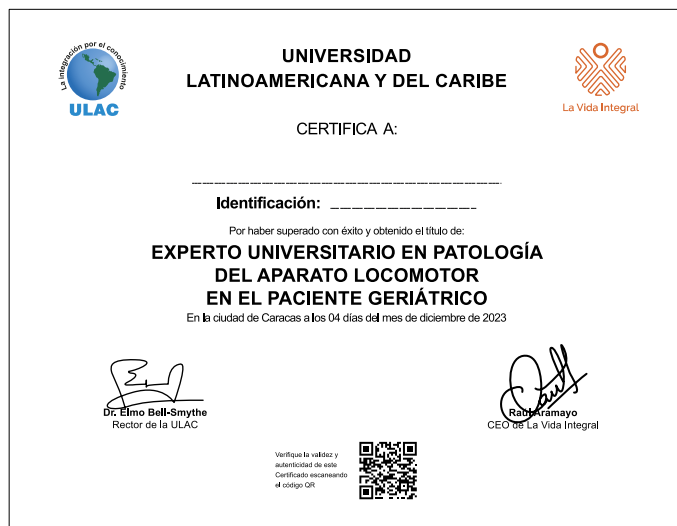 La integración por el conocimiento
ULAC
UNIVERSIDAD
LATINOAMERICANA Y DEL CARIBE
La Vida Integral
CERTIFICA A:
Identificación:
Por haber superado con éxito y obtenido el título de:
EXPERTO UNIVERSITARIO EN PATOLOGÍA
DEL APARATO LOCOMOTOR
EN EL PACIENTE GERIÁTRICO
En la ciudad de Caracas a los 04 días del mes de diciembre de 2023
Dr. Elmo Bell-Smythe
Rector de la ULAC
Raúl Aramayo
CEO de La Vida Integral
Verifique la validez y
autenticidad de este
Certificado escaneando
el código QR